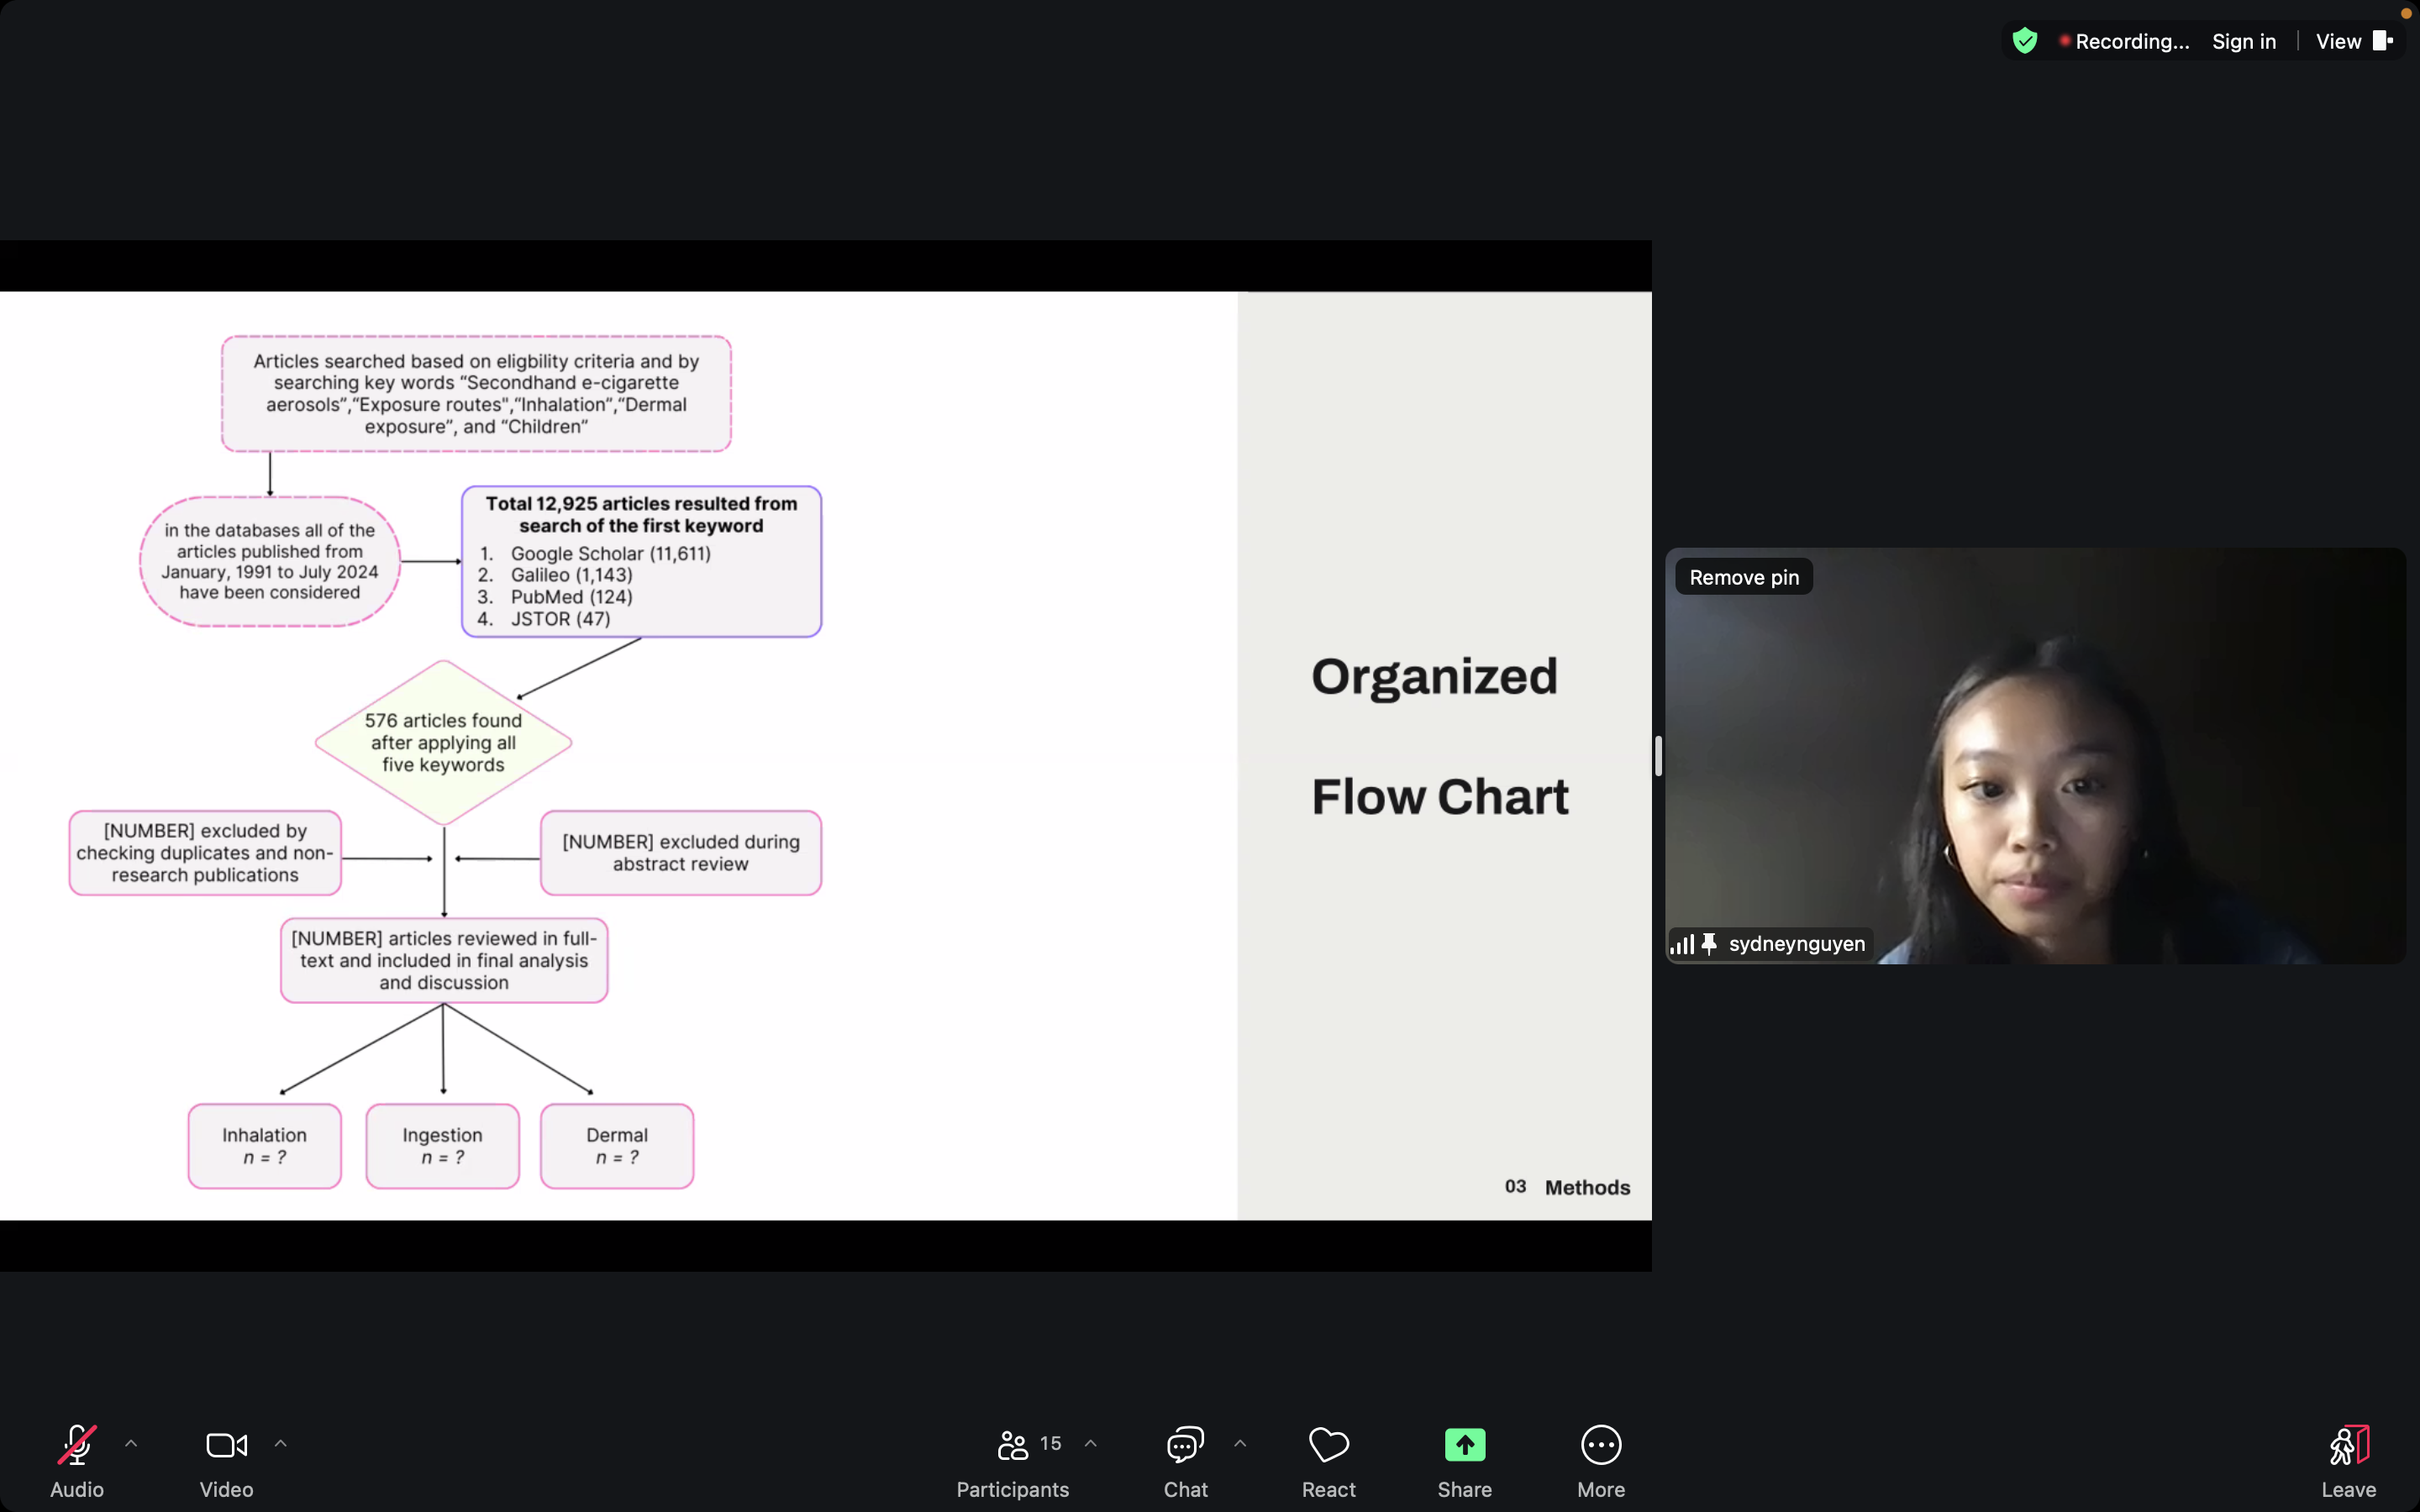 Recording...
Sign in
View
Articles searched based on eligbility criteria and by
searching key words “Secondhand e-cigarette
aerosols”,“Exposure routes",“Inhalation”,“Dermal
exposure”, and “Children”
in the databases all of the
articles published from
January, 1991 to July 2024
have been considered
Total 12,925 articles resulted from
search of the first keyword
1. Google Scholar (11,611)
2. Galileo (1,143)
3. PubMed (124)
4. JSTOR (47)
576 articles found
after applying all
five keywords
[NUMBER] excluded by
checking duplicates and non-
research publications
[NUMBER] excluded during
abstract review
[NUMBER] articles reviewed in full-
text and included in final analysis
and discussion
Inhalation
n = ?
Ingestion
n = ?
Dermal
n = ?
Organized
Flow Chart
03 Methods
Remove pin
sydneynguyen
Audio
Video
15
Participants
Chat
React
Share
More
Leave